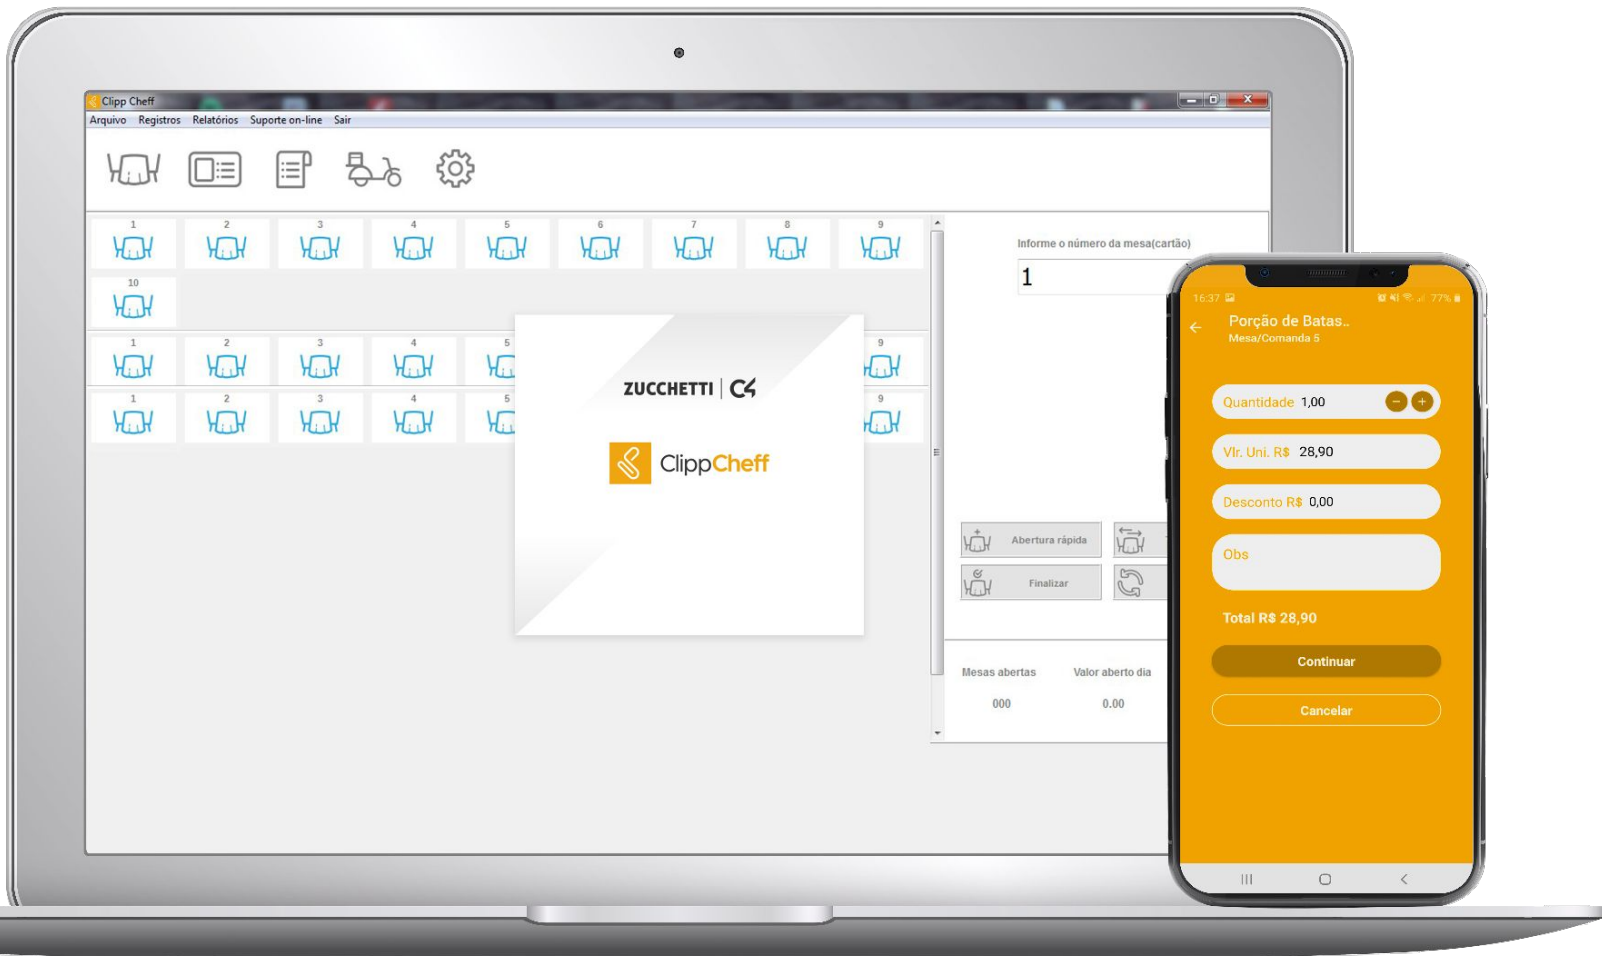 Clipp Cheff
Arquivo Registros Relatórios Suporte on-line Sair
1 2 3 4 5 6 7 8 9
10
1 2 3 4 5 9
1 2 3 4 5 9
ZUCCHETTI | C4
ClippCheff
Informe o número da mesa(cartão)
1
Abertura rápida
Finalizar
Mesas abertas Valor aberto dia
000 0.00
16:37 77%
Porção de Batas..
Mesa/Comanda 5
Quantidade 1,00 - +
Vlr. Uni. R$ 28,90
Desconto R$ 0,00
Obs
Total R$ 28,90
Continuar
Cancelar